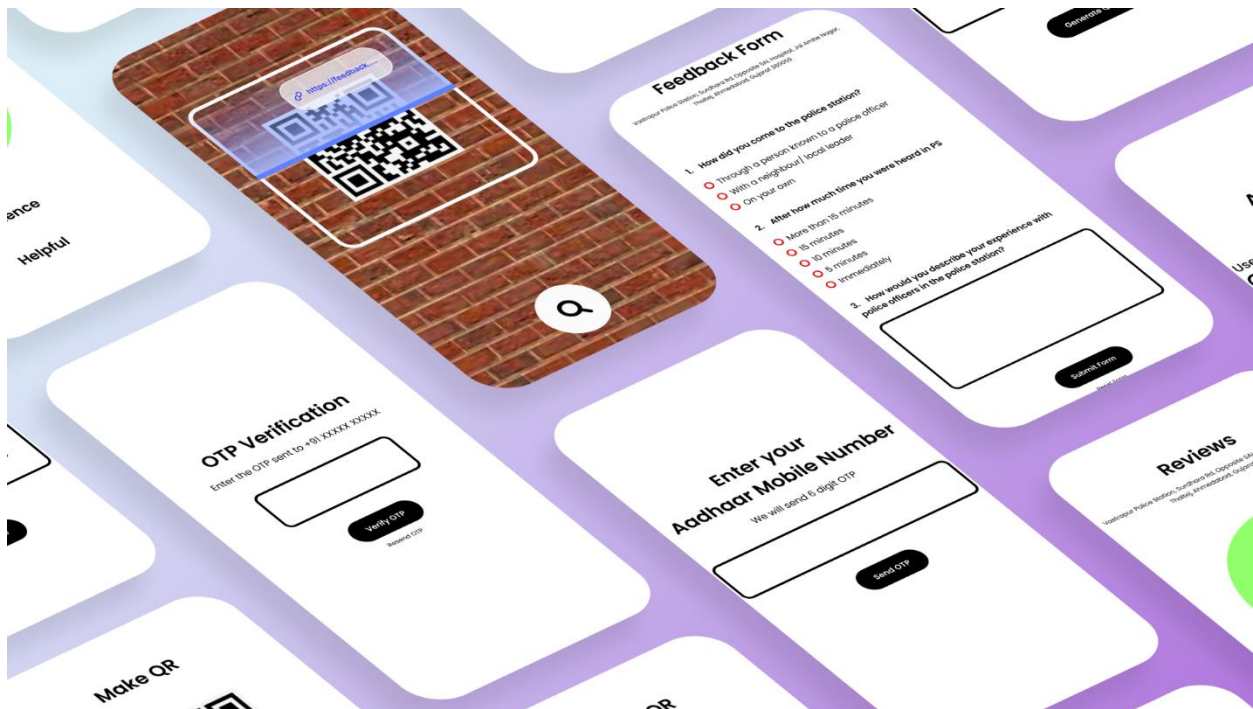 https://feedback......
Feedback Form
Vastrapur Police Station, Surdhara Rd, Opposite SAL Hospital, Jai Ambe Nagar,
Thaltej, Ahmedabad, Gujarat 380059
1. How did you come to the police station?
Through a person known to a police officer
With a neighbour/ local leader
On your own
2. After how much time you were heard in PS
More than 15 minutes
15 minutes
10 minutes
5 minutes
Immediately
3. How would you describe your experience with
police officers in the police station?
Submit Form
Reset Form
Generate
ence
Helpful
OTP Verification
Enter the OTP sent to +91 XXXXX XXXXX
Verify OTP
Resend OTP
Enter your
Aadhaar Mobile Number
We will send 6 digit OTP
Send OTP
Use
Reviews
Vastrapur Police Station, Surdhara Rd, Opposite SAL
Thaltej, Ahmedabad, Gujarat
Make QR
QR